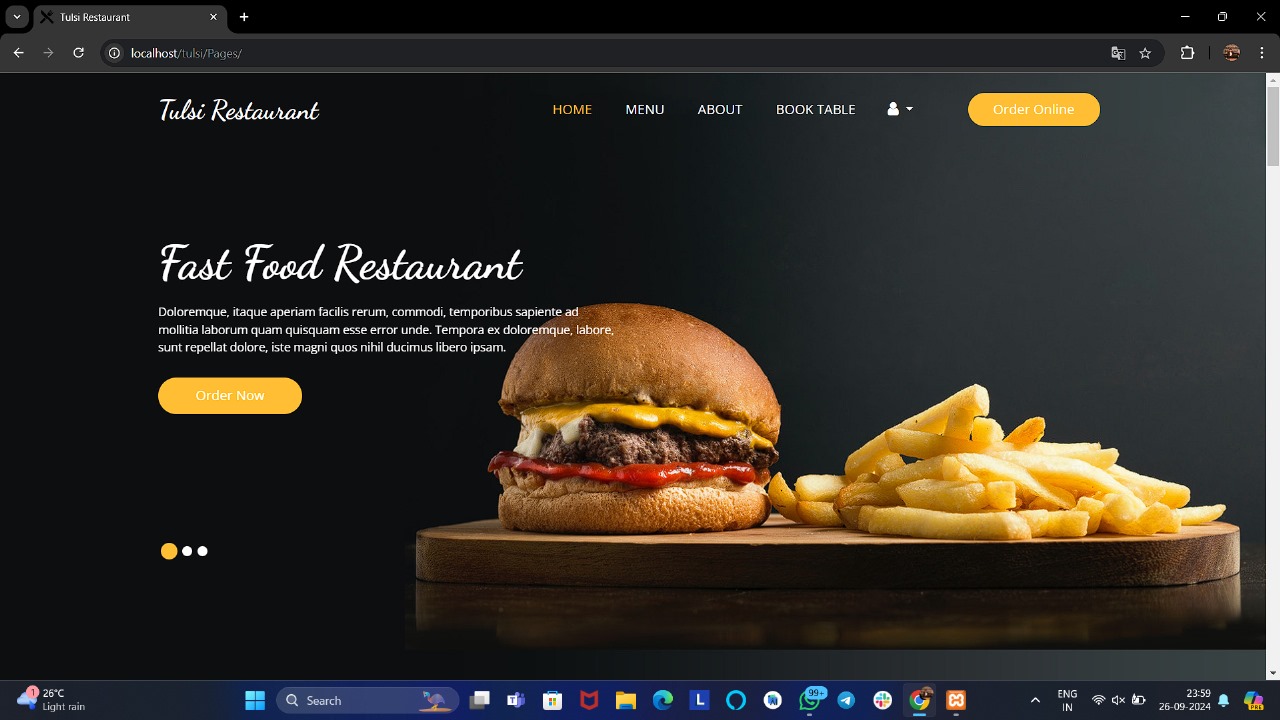 Tulsi Restaurant
localhost/tulsi/Pages/
Tulsi Restaurant
HOME MENU ABOUT BOOK TABLE Order Online
Fast Food Restaurant
Doloremque, itaque aperiam facilis rerum, commodi, temporibus sapiente ad
mollitia laborum quam quisquam esse error unde. Tempora ex doloremque, labore,
sunt repellat dolore, iste magni quos nihil ducimus libero ipsam.
Order Now
1
26°C
Light rain
Search
L
99+
ENG
IN
23:59
26-09-2024
PRE